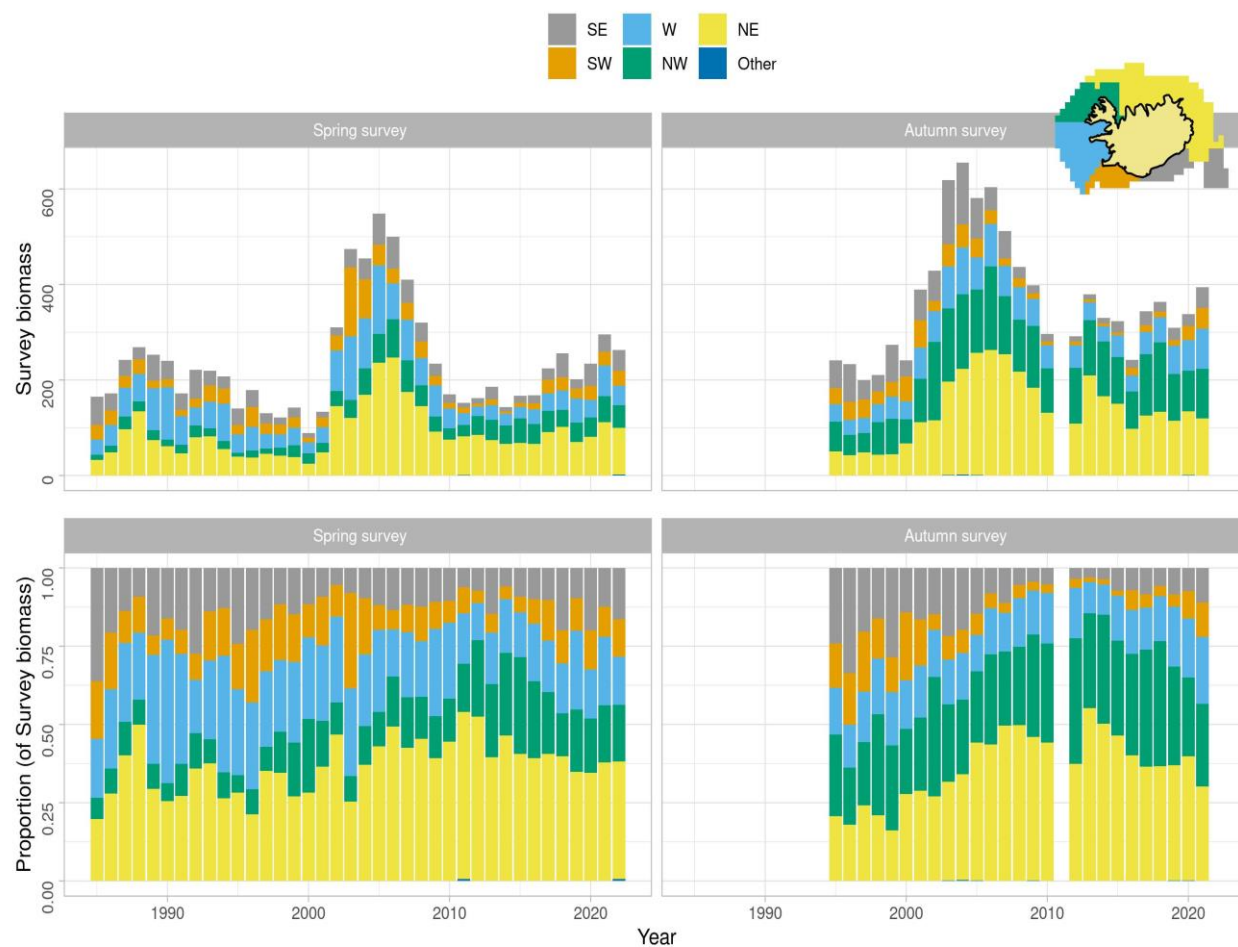 SE W NE
SW NW Other
Spring survey Autumn survey
Survey biomass
600
400
200
0
Spring survey Autumn survey
Proportion (of Survey biomass)
1.00
0.75
0.50
0.25
0.00
1990 2000 2010 2020 1990 2000 2010 2020
Year